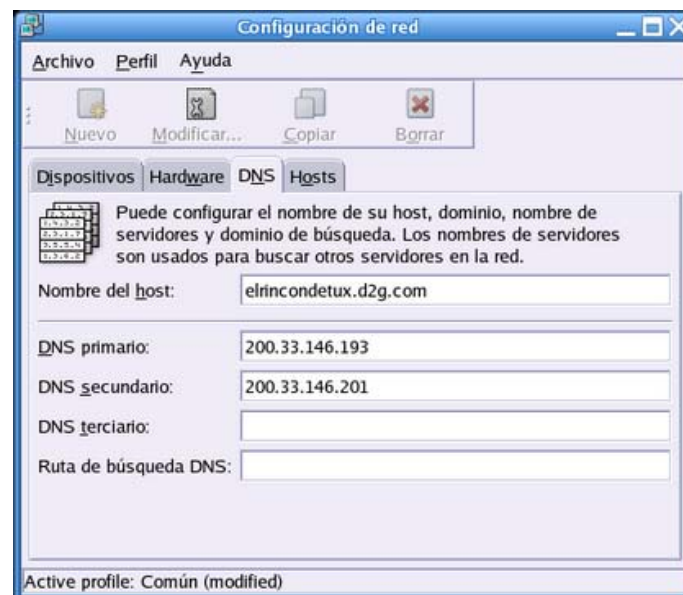 Configuración de red
Archivo Perfil Ayuda
Nuevo Modificar... Copiar Borrar
Dispositivos Hardware DNS Hosts
Puede configurar el nombre de su host, dominio, nombre de
servidores y dominio de búsqueda. Los nombres de servidores
son usados para buscar otros servidores en la red.
Nombre del host: elrincondetux.d2g.com
DNS primario: 200.33.146.193
DNS secundario: 200.33.146.201
DNS terciario:
Ruta de búsqueda DNS:
Active profile: Común (modified)